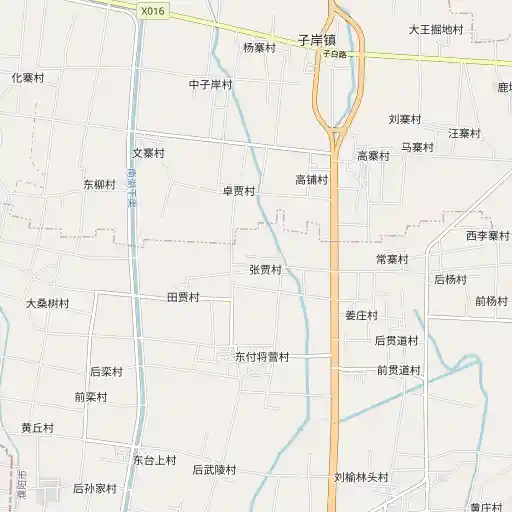 X016
子岸镇
大王掘地村
杨寨村
子白路
化寨村
中子岸村
刘寨村
汪寨村
马寨村
文寨村
高寨村
东柳村
高铺村
卓贾村
西李寨村
常寨村
张贾村
后杨村
田贾村
前杨村
大桑树村
姜庄村
后贯道村
东付将营村
后栾村
前贯道村
前栾村
黄丘村
东台上村
后武陵村
刘榆林头村
濮阳市
后孙家村
黄庄村